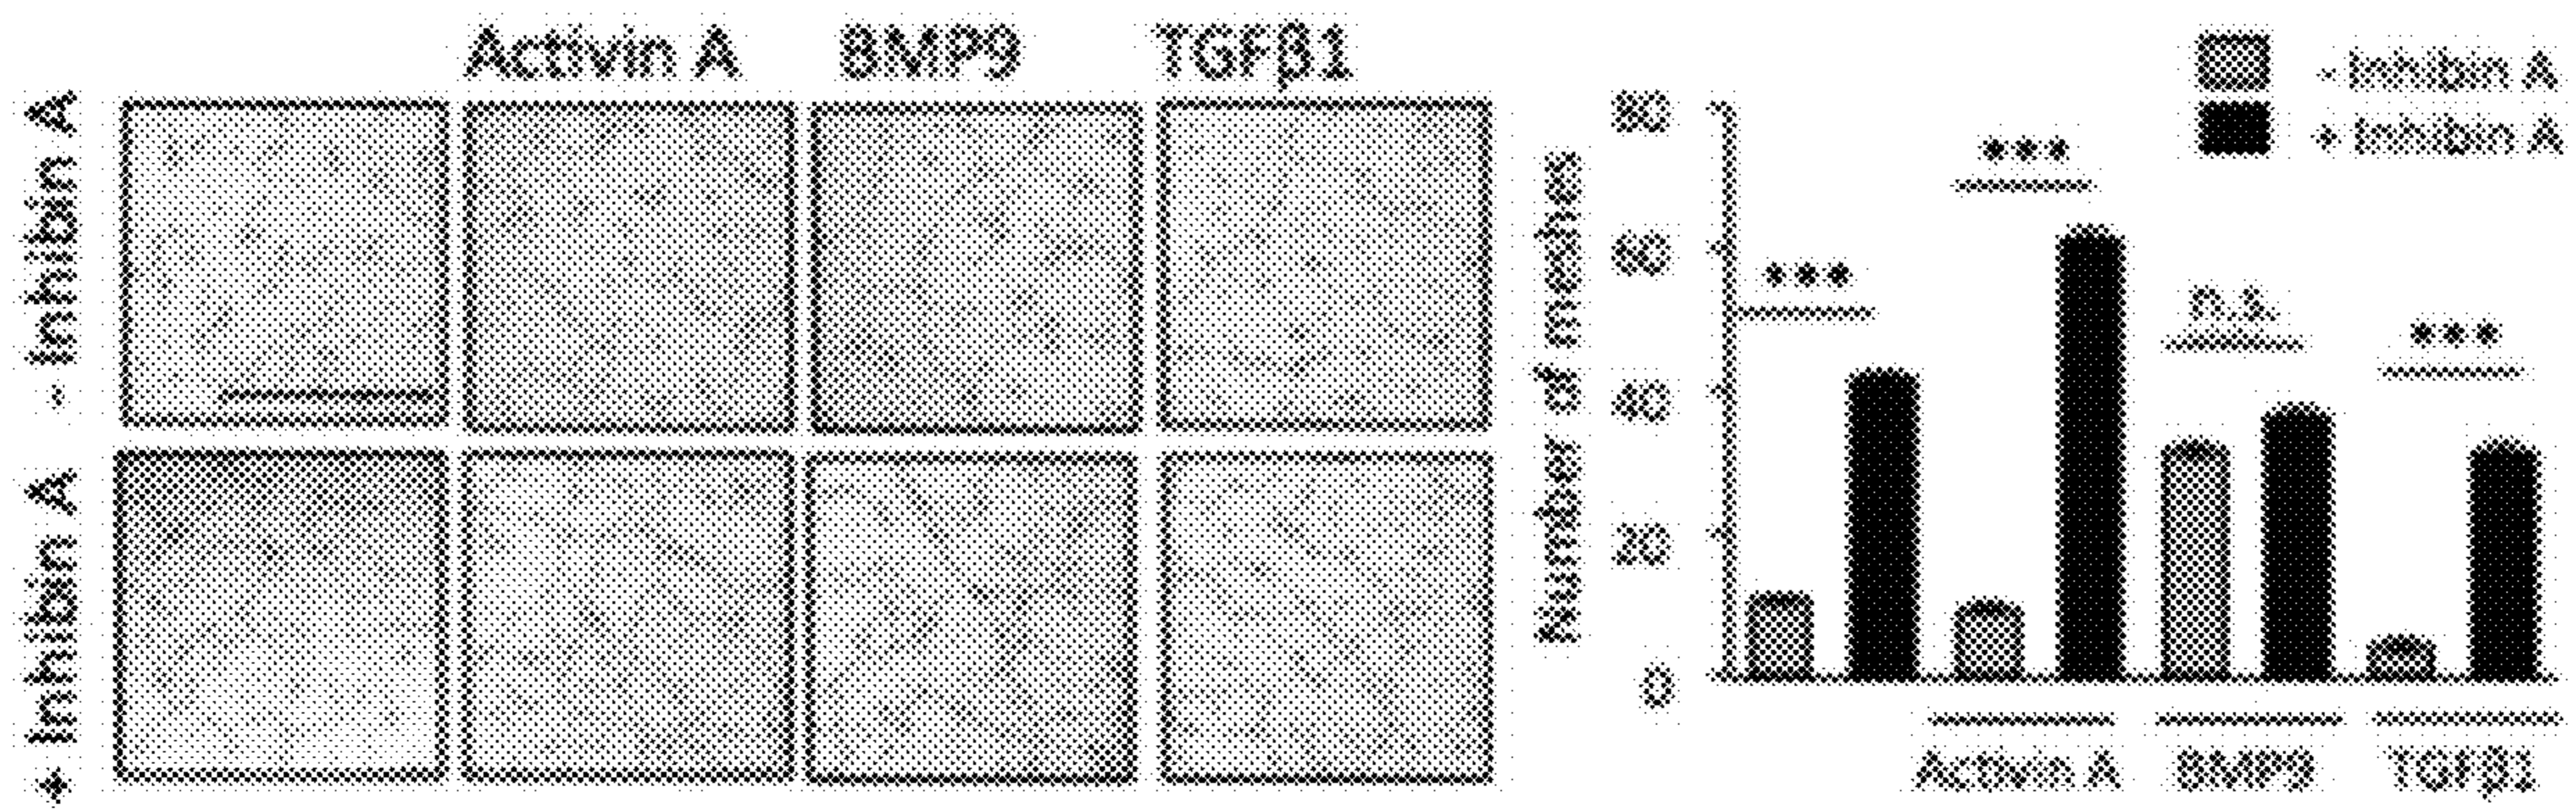 Activin A BMP9 TGFβ1
- Inhibin A
+ Inhibin A
- Inhibin A
+ Inhibin A
Number of meshes
80
60
40
20
0
***
***
n.s.
***
Activin A BMP9 TGFβ1